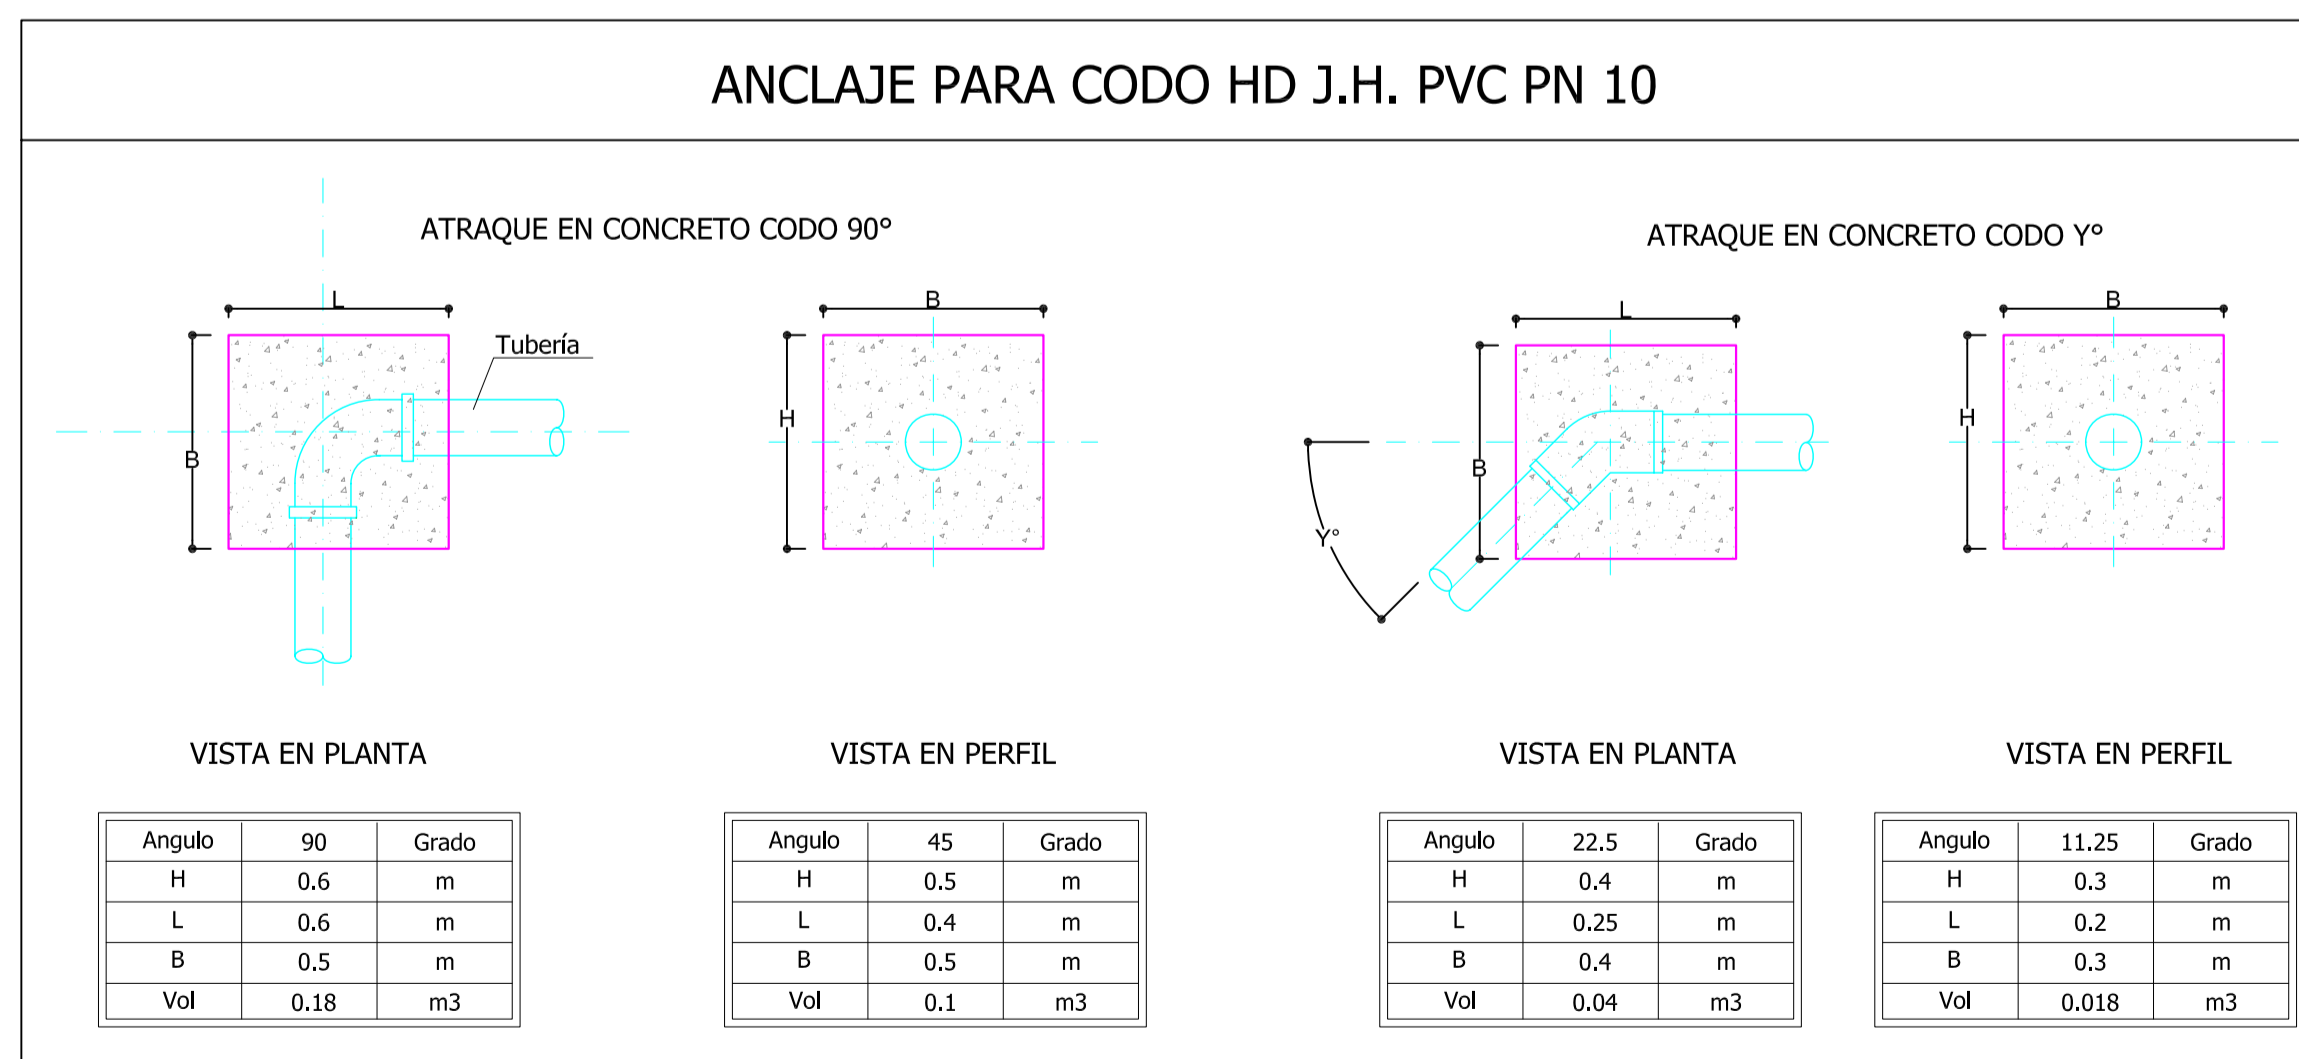 ANCLAJE PARA CODO HD J.H. PVC PN 10
ATRAQUE EN CONCRETO CODO 90°
L
B
Tubería
B
H
ATRAQUE EN CONCRETO CODO Y°
L
B
Y°
B
H
VISTA EN PLANTA
VISTA EN PERFIL
VISTA EN PLANTA
VISTA EN PERFIL
Angulo 90 Grado
H 0.6 m
L 0.6 m
B 0.5 m
Vol 0.18 m3
Angulo 45 Grado
H 0.5 m
L 0.4 m
B 0.5 m
Vol 0.1 m3
Angulo 22.5 Grado
H 0.4 m
L 0.25 m
B 0.4 m
Vol 0.04 m3
Angulo 11.25 Grado
H 0.3 m
L 0.2 m
B 0.3 m
Vol 0.018 m3